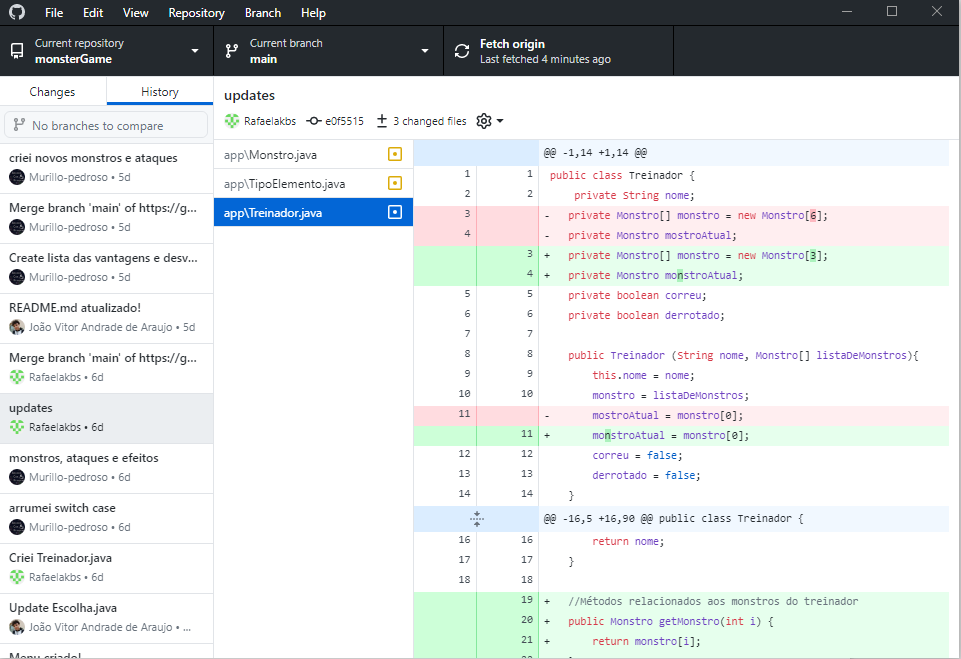 File Edit View Repository Branch Help
Current repository
monsterGame
Current branch
main
Fetch origin
Last fetched 4 minutes ago
Changes History
No branches to compare
criei novos monstros e ataques
Murillo-pedroso • 5d
Merge branch 'main' of https://g...
Murillo-pedroso • 6d
Create lista das vantagens e desv...
Murillo-pedroso • 5d
README.md atualizado!
João Vitor Andrade de Araujo • 5d
Merge branch 'main' of https://g...
Rafaelakbs • 6d
updates
Rafaelakbs • 6d
monstros, ataques e efeitos
Murillo-pedroso • 6d
arrumei switch case
Murillo-pedroso • 6d
Criei Treinador.java
Rafaelakbs • 6d
Update Escolha.java
João Vitor Andrade de Araujo • ...
Menu criado!
updates
Rafaelakbs e0f5515 3 changed files
app\Monstro.java
app\TipoElemento.java
app\Treinador.java
@@ -1,14 +1,14 @@
1 1 public class Treinador {
2 2 private String nome;
3 - private Monstro[] monstro = new Monstro[6];
4 - private Monstro mostroAtual;
3 + private Monstro[] monstro = new Monstro[3];
4 + private Monstro monstroAtual;
5 5 private boolean correu;
6 6 private boolean derrotado;
7 7
8 8 public Treinador (String nome, Monstro[] listaDeMonstros){
9 9 this.nome = nome;
10 10 monstro = listaDeMonstros;
11 - mostroAtual = monstro[0];
11 + monstroAtual = monstro[0];
12 12 correu = false;
13 13 derrotado = false;
14 14 }
@@ -16,5 +16,90 @@ public class Treinador {
16 16 return nome;
17 17 }
18 18
19 + //Métodos relacionados aos monstros do treinador
20 + public Monstro getMonstro(int i) {
21 + return monstro[i];